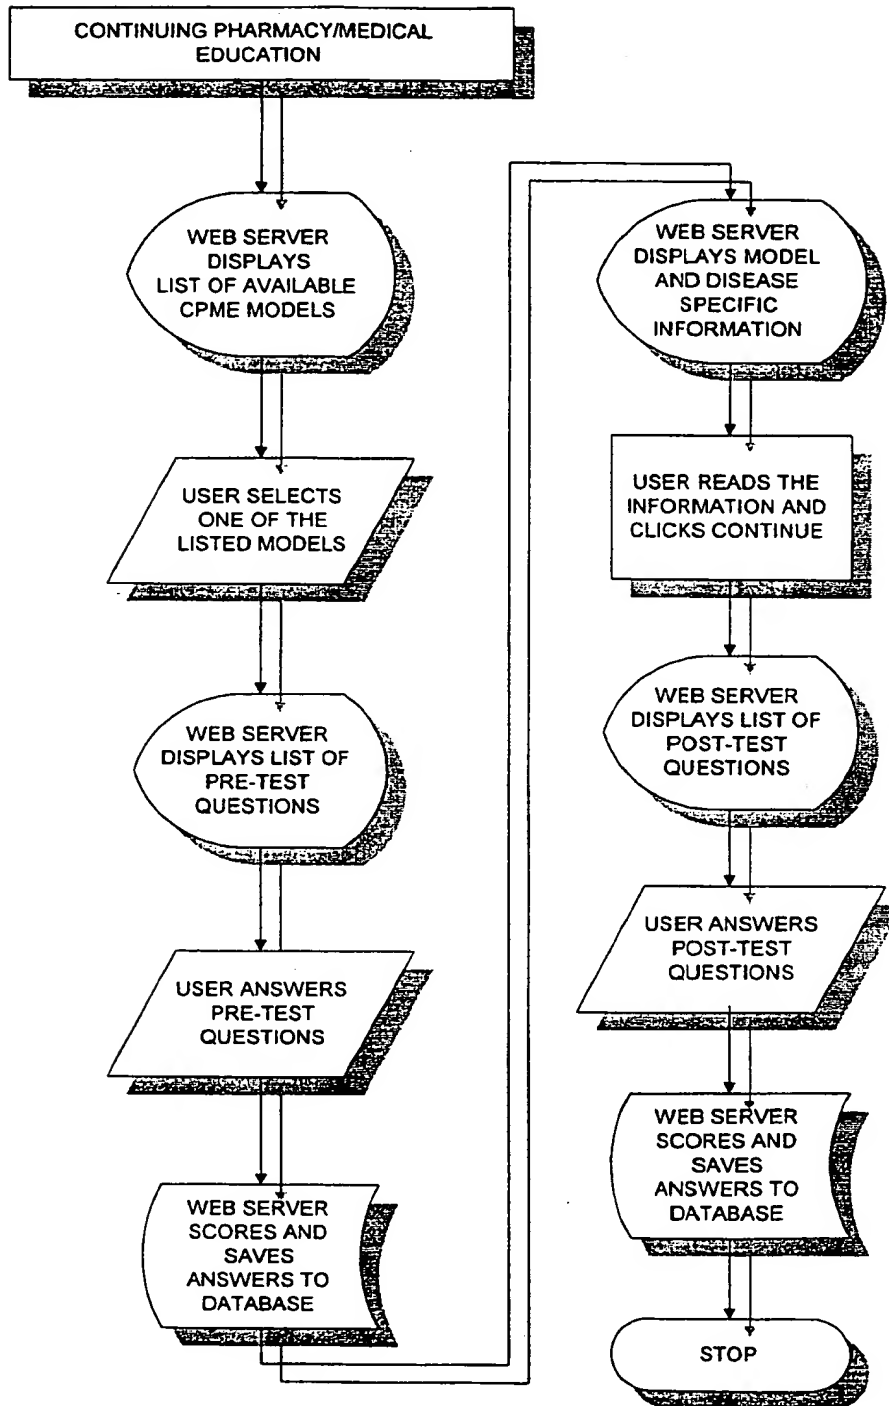 CONTINUING PHARMACY/MEDICAL
EDUCATION
WEB SERVER
DISPLAYS
LIST OF AVAILABLE
CPME MODELS
USER SELECTS
ONE OF THE
LISTED MODELS
WEB SERVER
DISPLAYS LIST OF
PRE-TEST
QUESTIONS
USER ANSWERS
PRE-TEST
QUESTIONS
WEB SERVER
SCORES AND
SAVES
ANSWERS TO
DATABASE
WEB SERVER
DISPLAYS MODEL
AND DISEASE
SPECIFIC
INFORMATION
USER READS THE
INFORMATION AND
CLICKS CONTINUE
WEB SERVER
DISPLAYS LIST OF
POST-TEST
QUESTIONS
USER ANSWERS
POST-TEST
QUESTIONS
WEB SERVER
SCORES AND
SAVES
ANSWERS TO
DATABASE
STOP